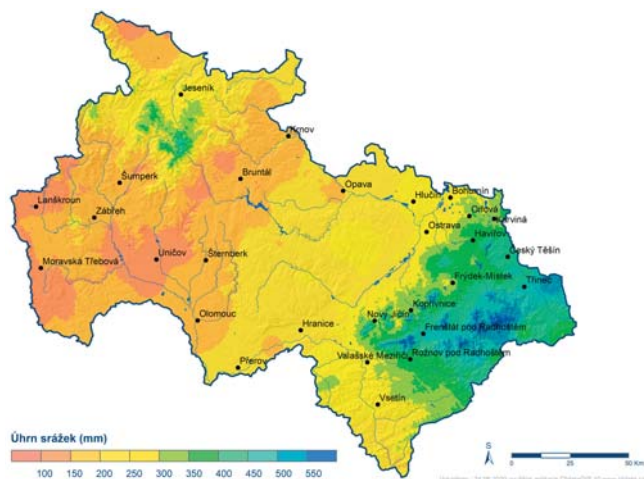 Jeseník
Krnov
Šumperk
Bruntál
Opava
Lanškroun
Hlučín
Bohumín
Zábřeh
Orlová
Karviná
Ostrava
Havířov
Uničov
Šternberk
Český Těšín
Moravská Třebová
Frýdek-Místek
Třinec
Kopřivnice
Olomouc
Nový Jičín
Hranice
Frenštát pod Radhoštěm
Valašské Meziříčí
Rožnov pod Radhoštěm
Přerov
Vsetín
Úhrn srážek (mm)
100 150 200 250 300 350 400 450 500 550
S
0 25 50 Km